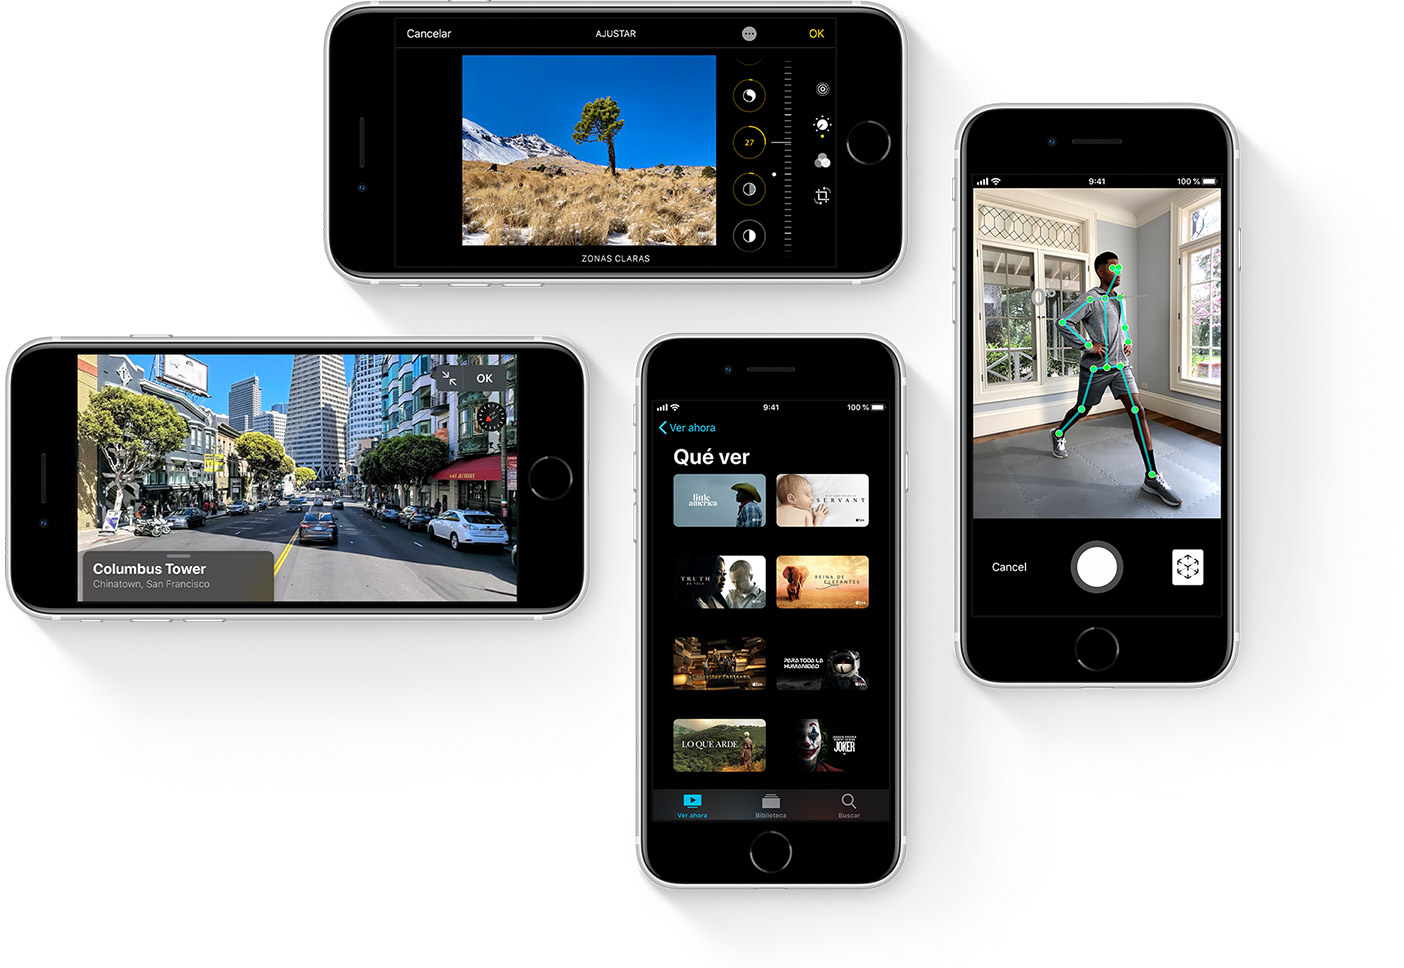 Cancelar
AJUSTAR
OK
27
ZONAS CLARAS
9:41
100 %
Cancel
OK
Columbus Tower
Chinatown, San Francisco
9:41
100 %
Ver ahora
Qué ver
little
america
SERVANT
TRUTH
BE TOLD
REINA DE
ELEFANTES
PARA TODA LA
HUMANIDAD
LO QUE ARDE
JOKER
Ver ahora
Biblioteca
Buscar